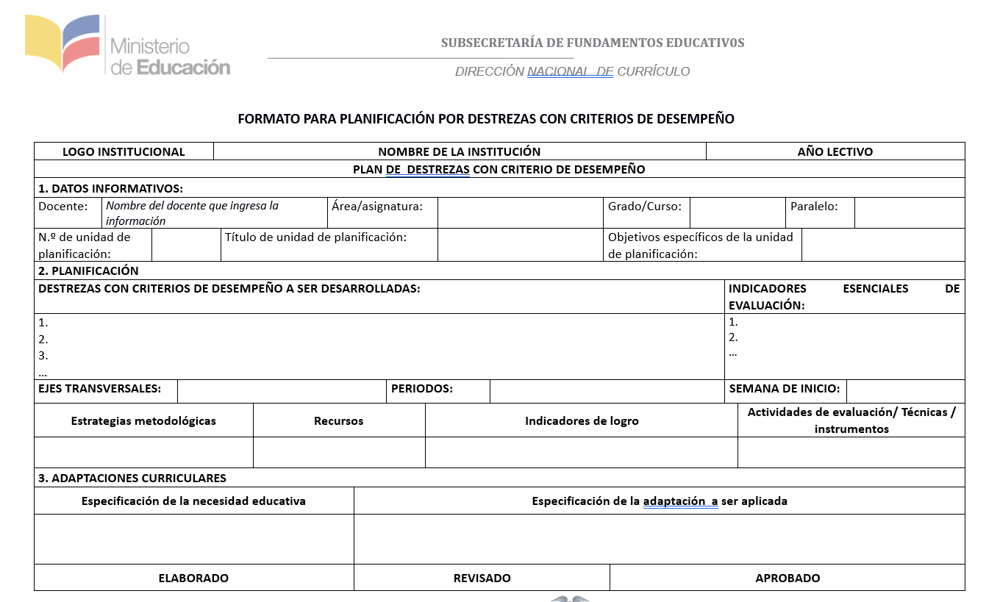 Ministerio
de Educación
SUBSECRETARÍA DE FUNDAMENTOS EDUCATIV0S
DIRECCIÓN NACIONAL DE CURRÍCULO
FORMATO PARA PLANIFICACIÓN POR DESTREZAS CON CRITERIOS DE DESEMPEÑO
LOGO INSTITUCIONAL
NOMBRE DE LA INSTITUCIÓN
AÑO LECTIVO
PLAN DE DESTREZAS CON CRITERIO DE DESEMPEÑO
1. DATOS INFORMATIVOS:
Docente:
Nombre del docente que ingresa la
información
Área/asignatura:
Grado/Curso:
Paralelo:
N.º de unidad de
planificación:
Título de unidad de planificación:
Objetivos específicos de la unidad
de planificación:
2. PLANIFICACIÓN
DESTREZAS CON CRITERIOS DE DESEMPEÑO A SER DESARROLLADAS:
INDICADORES ESENCIALES DE
EVALUACIÓN:
1.
2.
3.
…
1.
2.
…
EJES TRANSVERSALES:
PERIODOS:
SEMANA DE INICIO:
Estrategias metodológicas
Recursos
Indicadores de logro
Actividades de evaluación/ Técnicas /
instrumentos
3. ADAPTACIONES CURRICULARES
Especificación de la necesidad educativa
Especificación de la adaptación a ser aplicada
ELABORADO
REVISADO
APROBADO